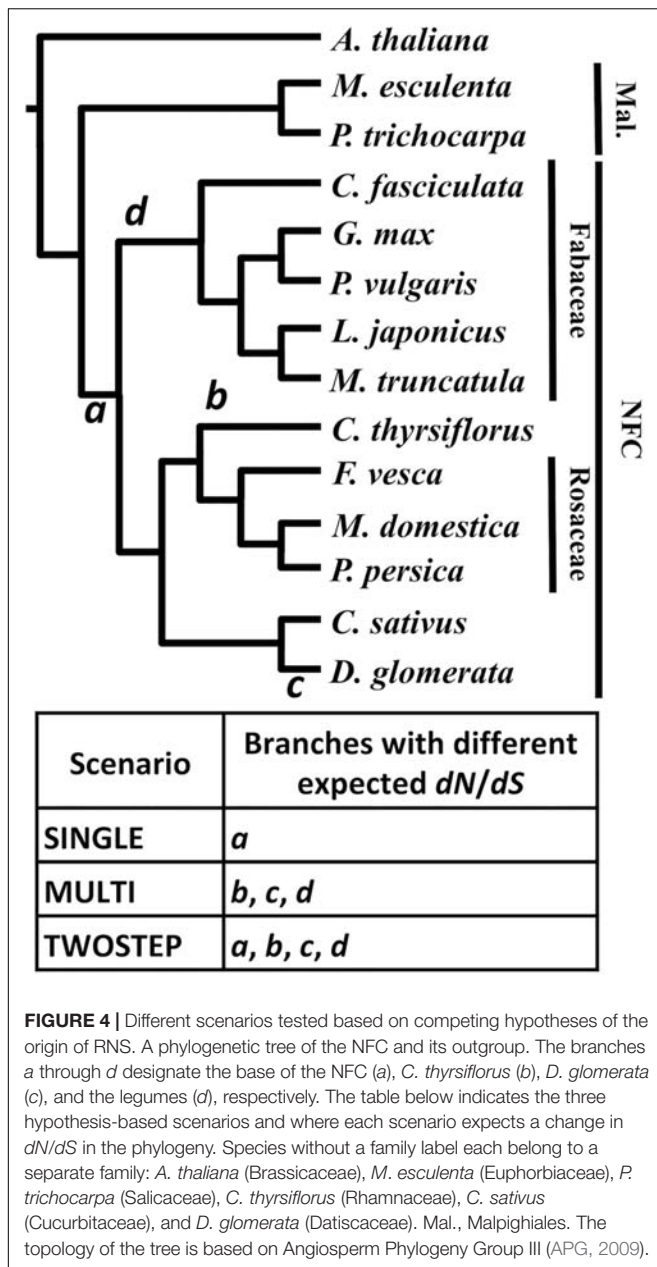 A. thaliana
M. esculenta
P. trichocarpa
Mal.
d
C. fasciculata
G. max
P. vulgaris
L. japonicus
M. truncatula
Fabaceae
a
b
C. thyrsiflorus
F. vesca
M. domestica
P. persica
Rosaceae
NFC
C. sativus
D. glomerata
c
Scenario Branches with different
expected dN/dS
SINGLE a
MULTI b, c, d
TWOSTEP a, b, c, d
FIGURE 4 | Different scenarios tested based on competing hypotheses of the
origin of RNS. A phylogenetic tree of the NFC and its outgroup. The branches
a through d designate the base of the NFC (a), C. thyrsiflorus (b), D. glomerata
(c), and the legumes (d), respectively. The table below indicates the three
hypothesis-based scenarios and where each scenario expects a change in
dN/dS in the phylogeny. Species without a family label each belong to a
separate family: A. thaliana (Brassicaceae), M. esculenta (Euphorbiaceae), P.
trichocarpa (Salicaceae), C. thyrsiflorus (Rhamnaceae), C. sativus
(Cucurbitaceae), and D. glomerata (Datiscaceae). Mal., Malpighiales. The
topology of the tree is based on Angiosperm Phylogeny Group III (APG, 2009).